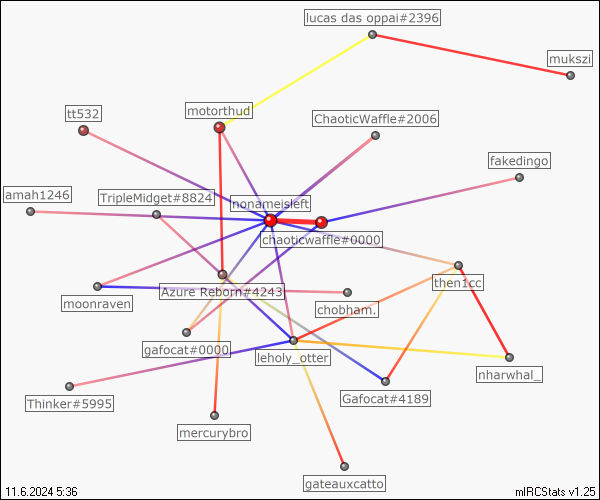 lucas das oppai#2396
mukszi
tt532
motorthud
ChaoticWaffle#2006
fakedingo
amah1246
TripleMidget#8824
nonameisleft
chaoticwaffle#0000
then1cc
moonraven
Azure Reborn#4243
chobham.
gafocat#0000
leholy_otter
nharwhal_
Thinker#5995
Gafocat#4189
mercurybro
gateauxcatto
11.6.2024 5:36
mIRCStats v1.25